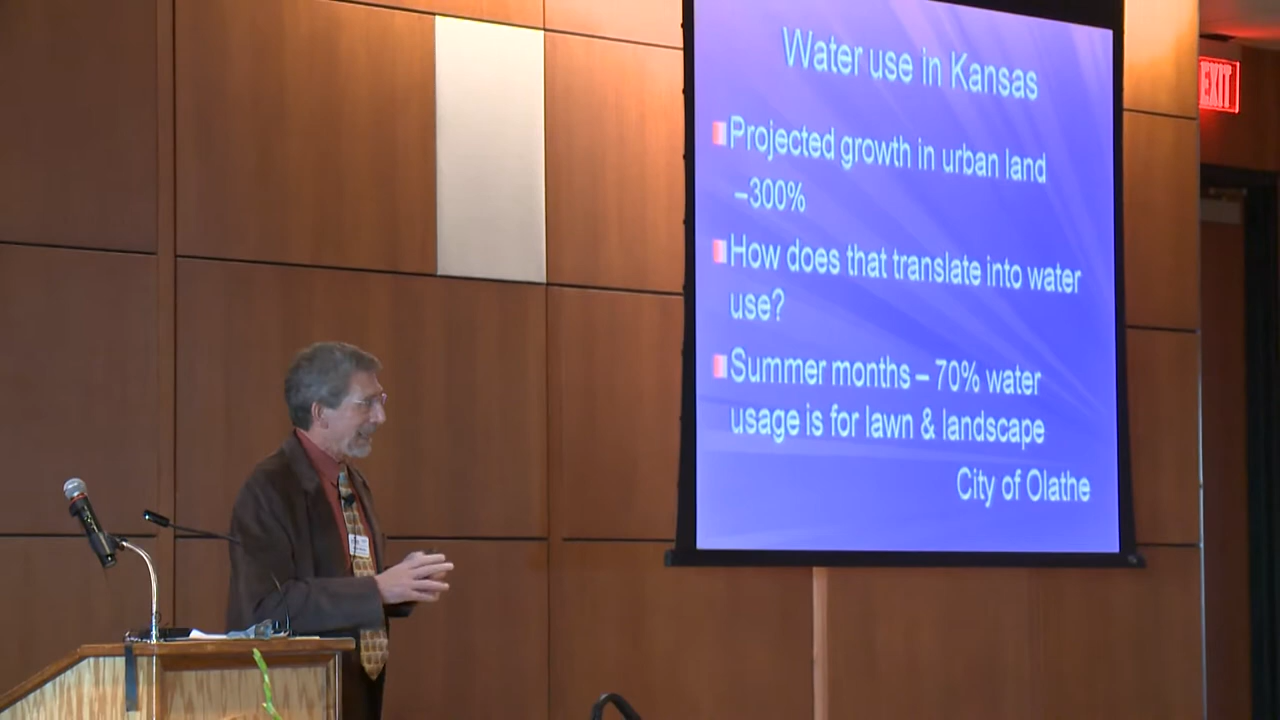 Water use in Kansas
Projected growth in urban land
–300%
How does that translate into water
use?
Summer months – 70% water
usage is for lawn & landscape
City of Olathe
EXIT